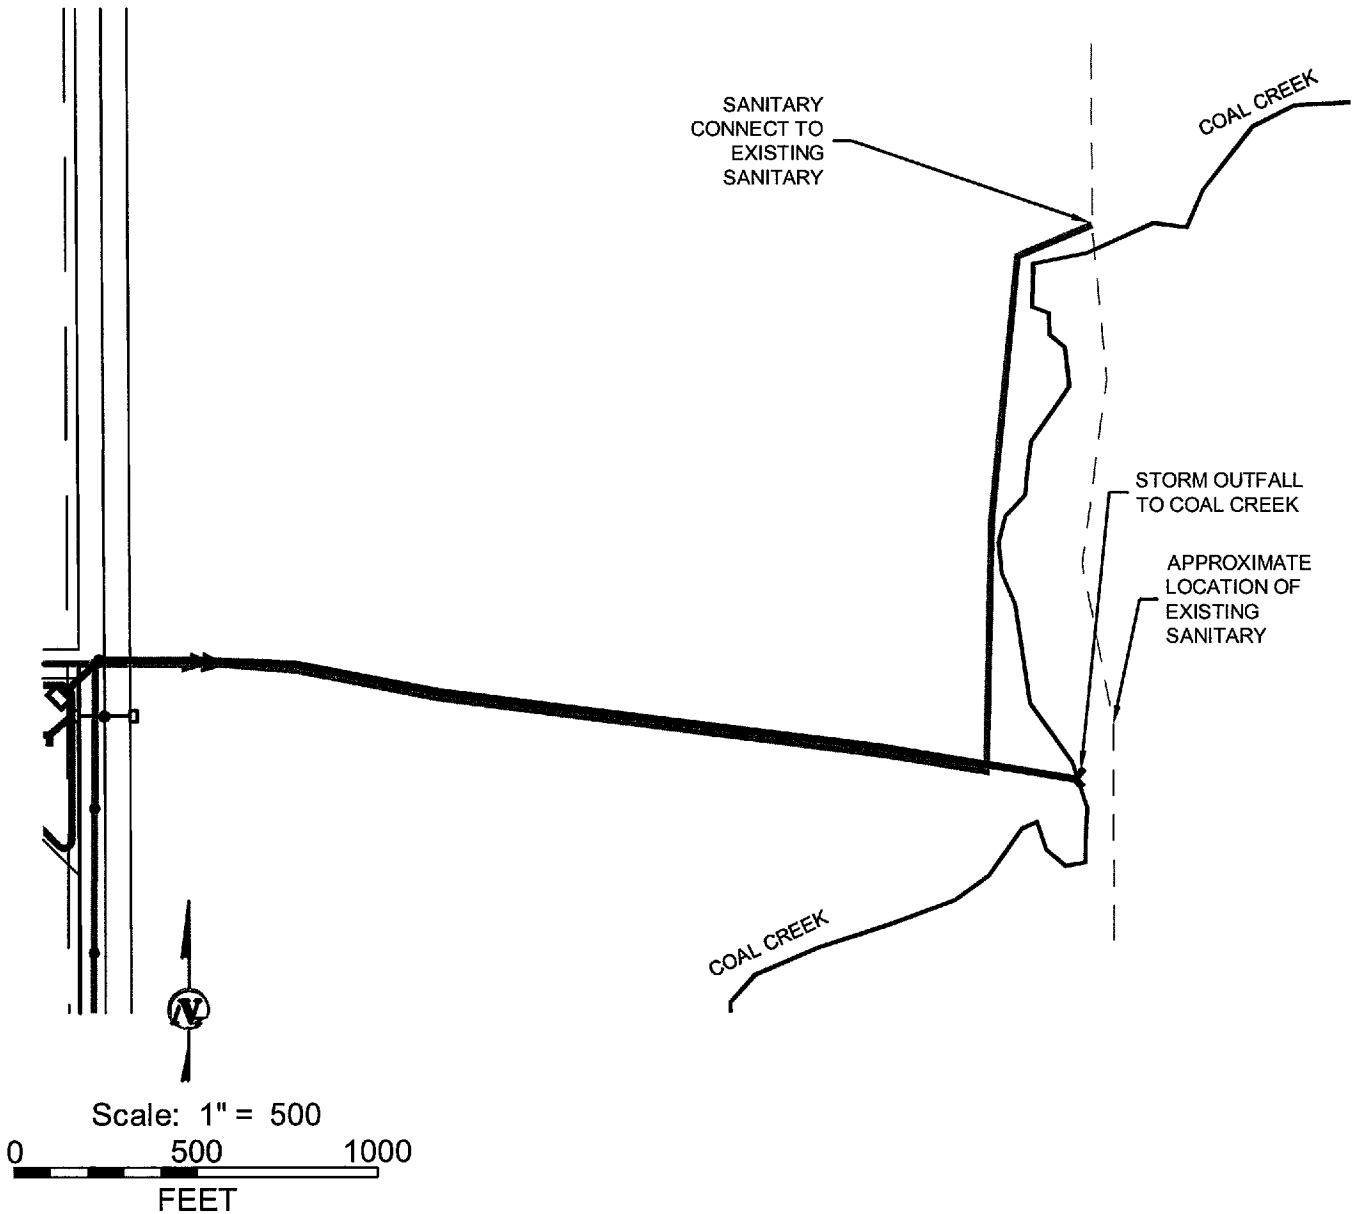 SANITARY
CONNECT TO
EXISTING
SANITARY
COAL CREEK
STORM OUTFALL
TO COAL CREEK
APPROXIMATE
LOCATION OF
EXISTING
SANITARY
COAL CREEK
N
Scale: 1" = 500
0 500 1000
FEET